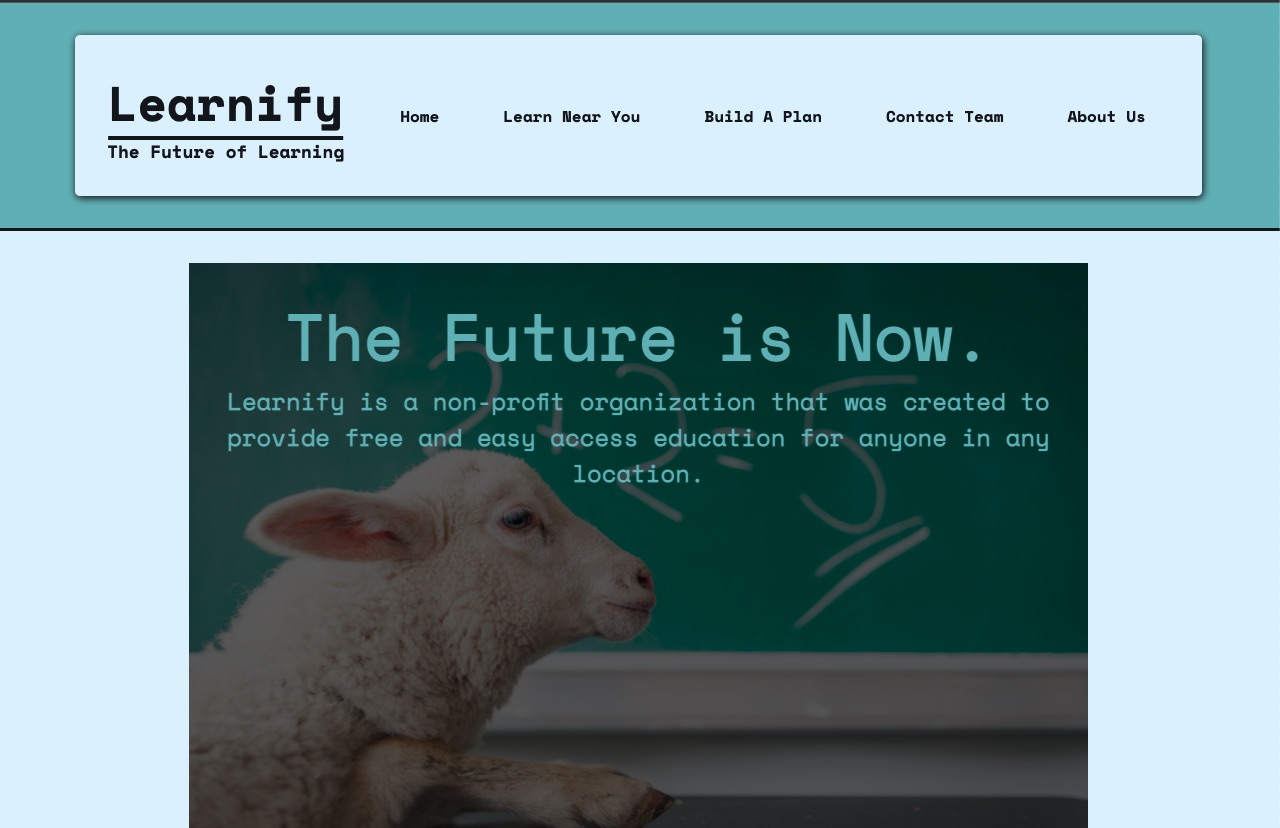 Learnify
The Future of Learning
Home
Learn Near You
Build A Plan
Contact Team
About Us
The Future is Now.
Learnify is a non-profit organization that was created to
provide free and easy access education for anyone in any
location.
2+2=5